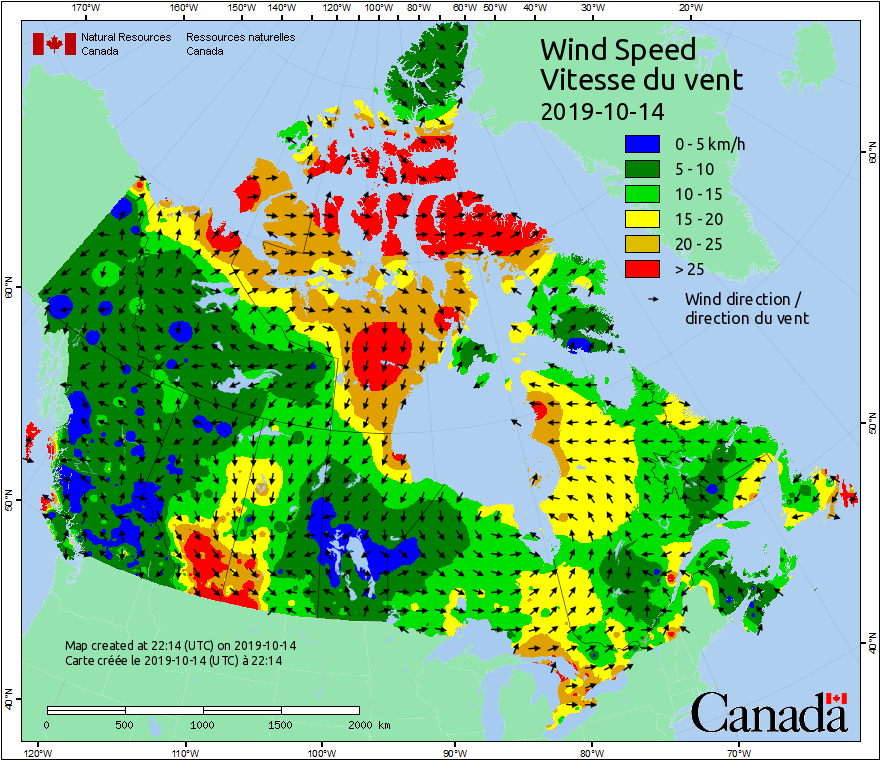 170°W 160°W 150°W 140°W 130°W 120°W 110°W 100°W 90°W 80°W 70°W 60°W 50°W 40°W 30°W 20°W
Natural Resources Ressources naturelles
Canada Canada
Wind Speed
Vitesse du vent
2019-10-14
0 - 5 km/h
5 - 10
10 - 15
15 - 20
20 - 25
> 25
Wind direction /
direction du vent
60°N
60°N
50°N
50°N
40°N
40°N
Map created at 22:14 (UTC) on 2019-10-14
Carte créée le 2019-10-14 (UTC) à 22:14
0 500 1000 1500 2000 km
Canada
120°W 110°W 100°W 90°W 80°W 70°W